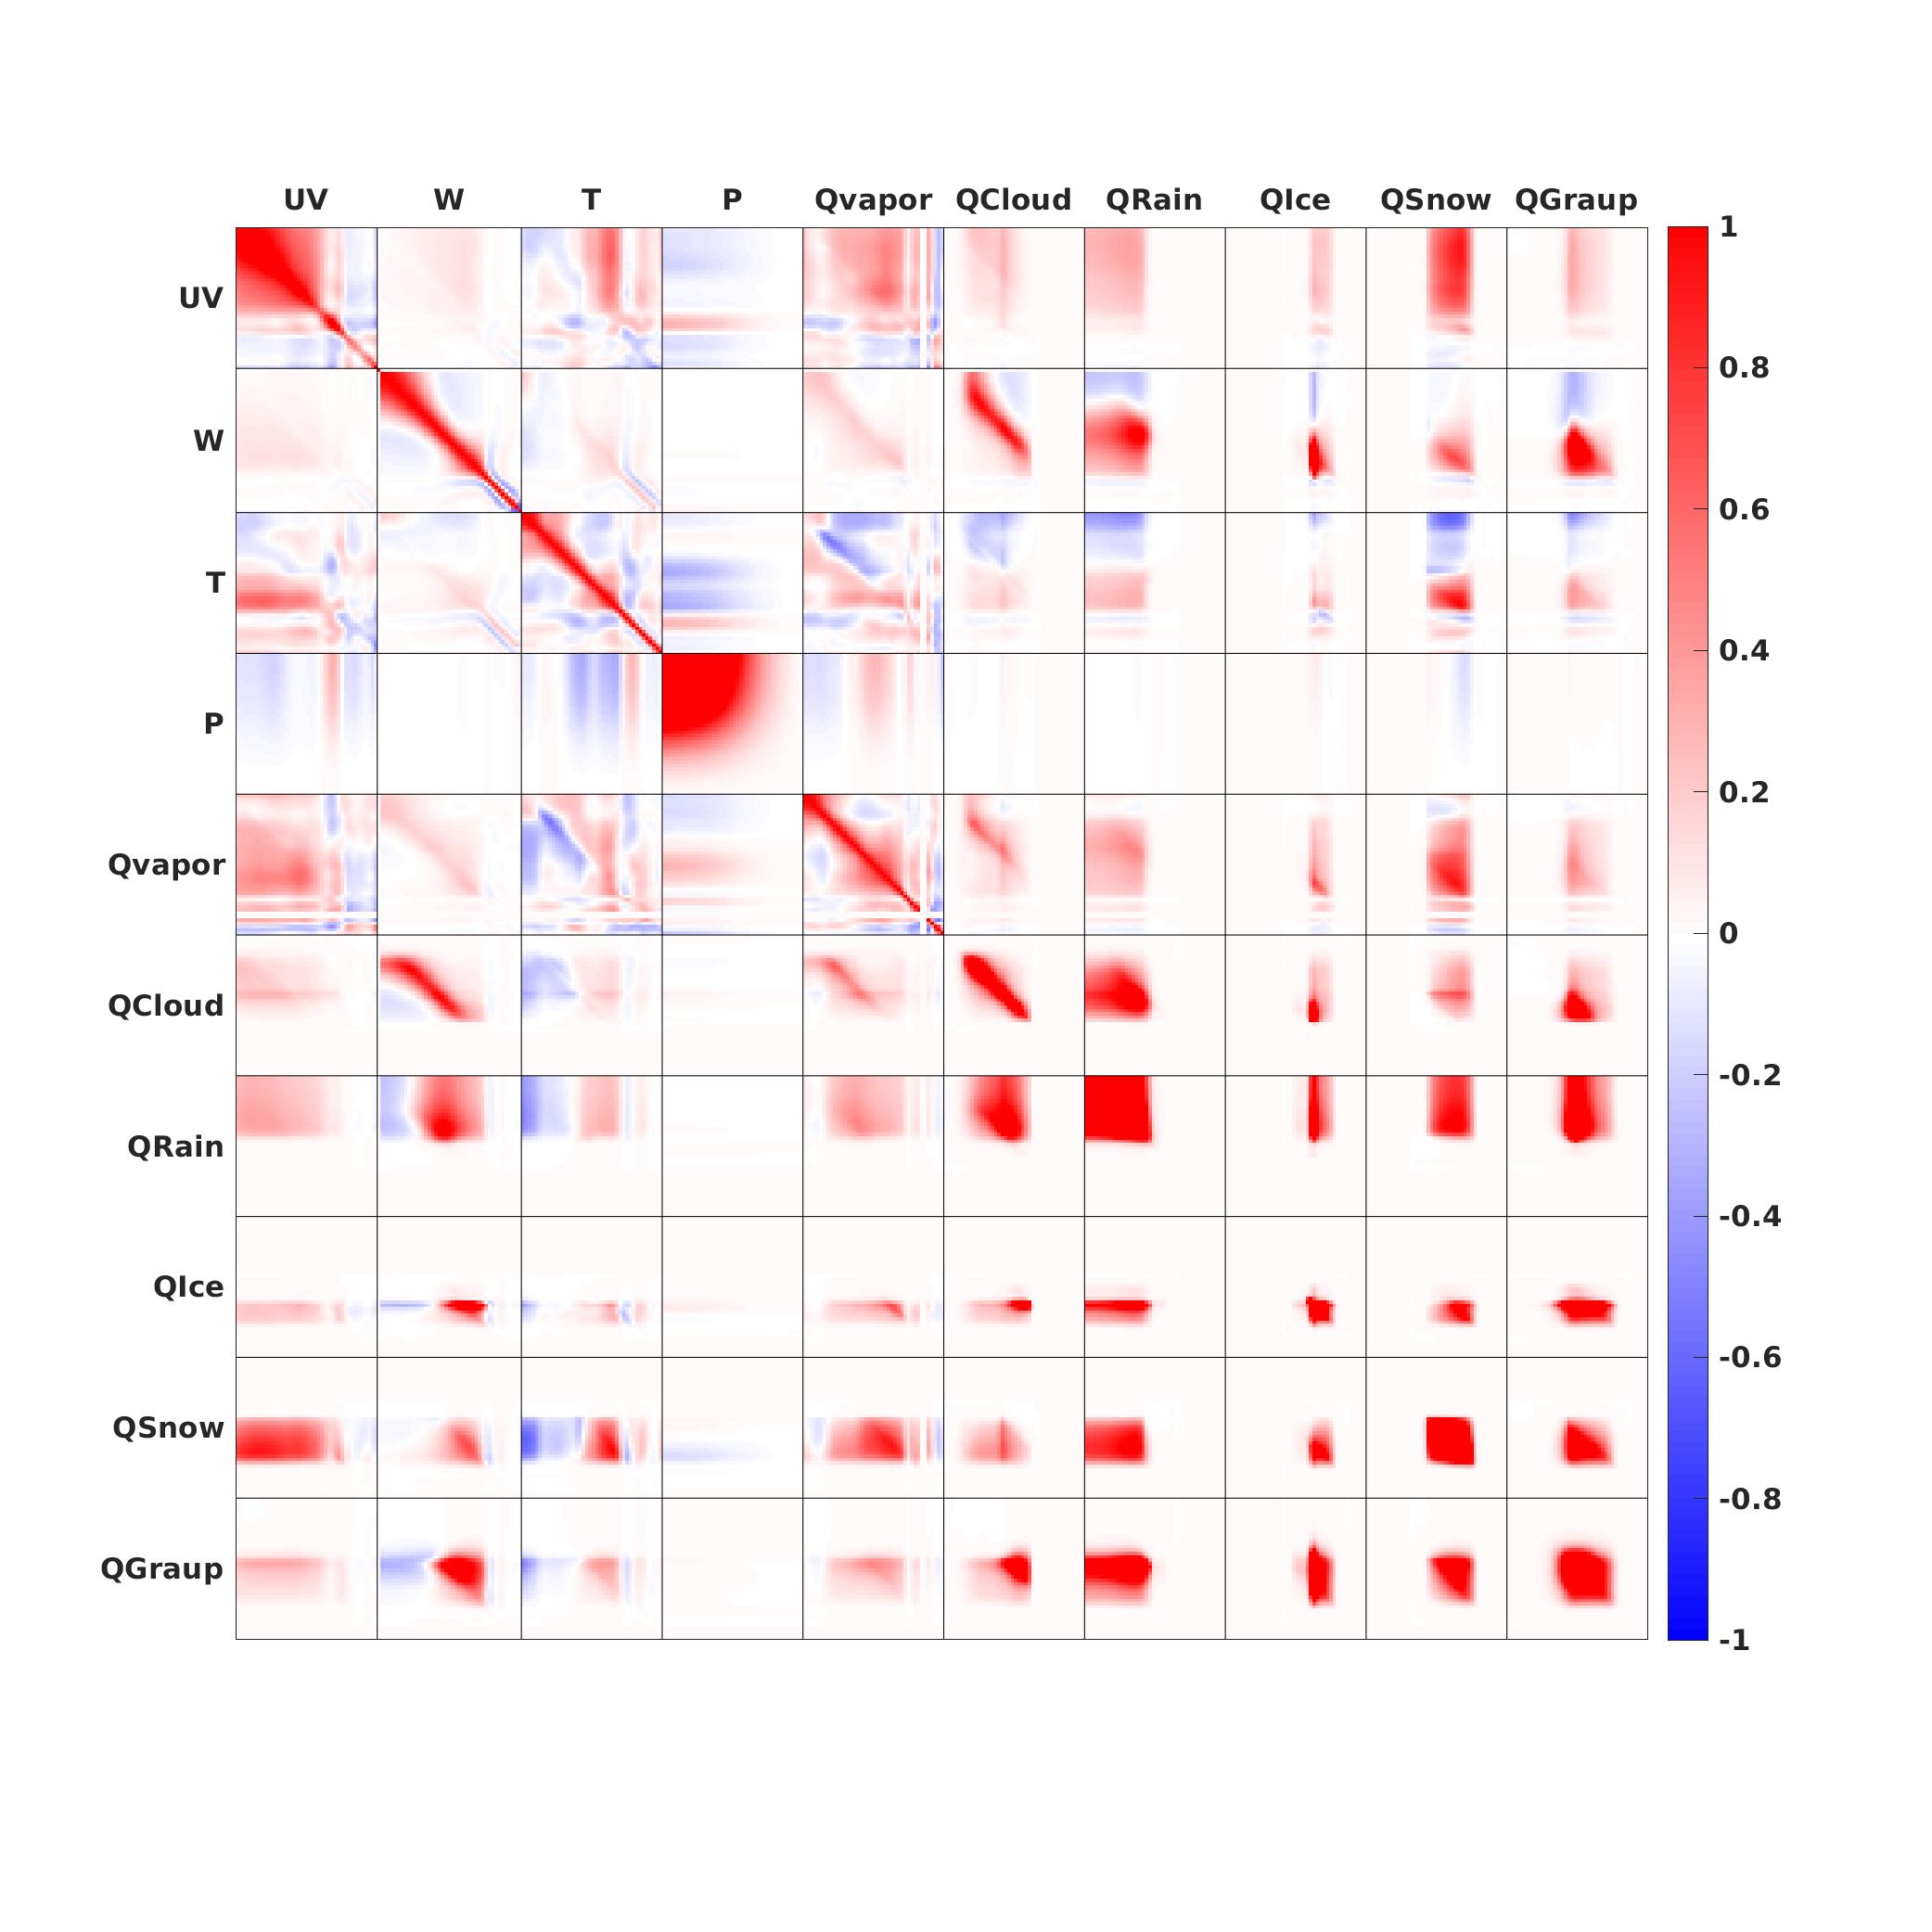 UV W T P Qvapor QCloud QRain QIce QSnow QGraup
UV
W
T
P
Qvapor
QCloud
QRain
QIce
QSnow
QGraup
1
0.8
0.6
0.4
0.2
0
-0.2
-0.4
-0.6
-0.8
-1